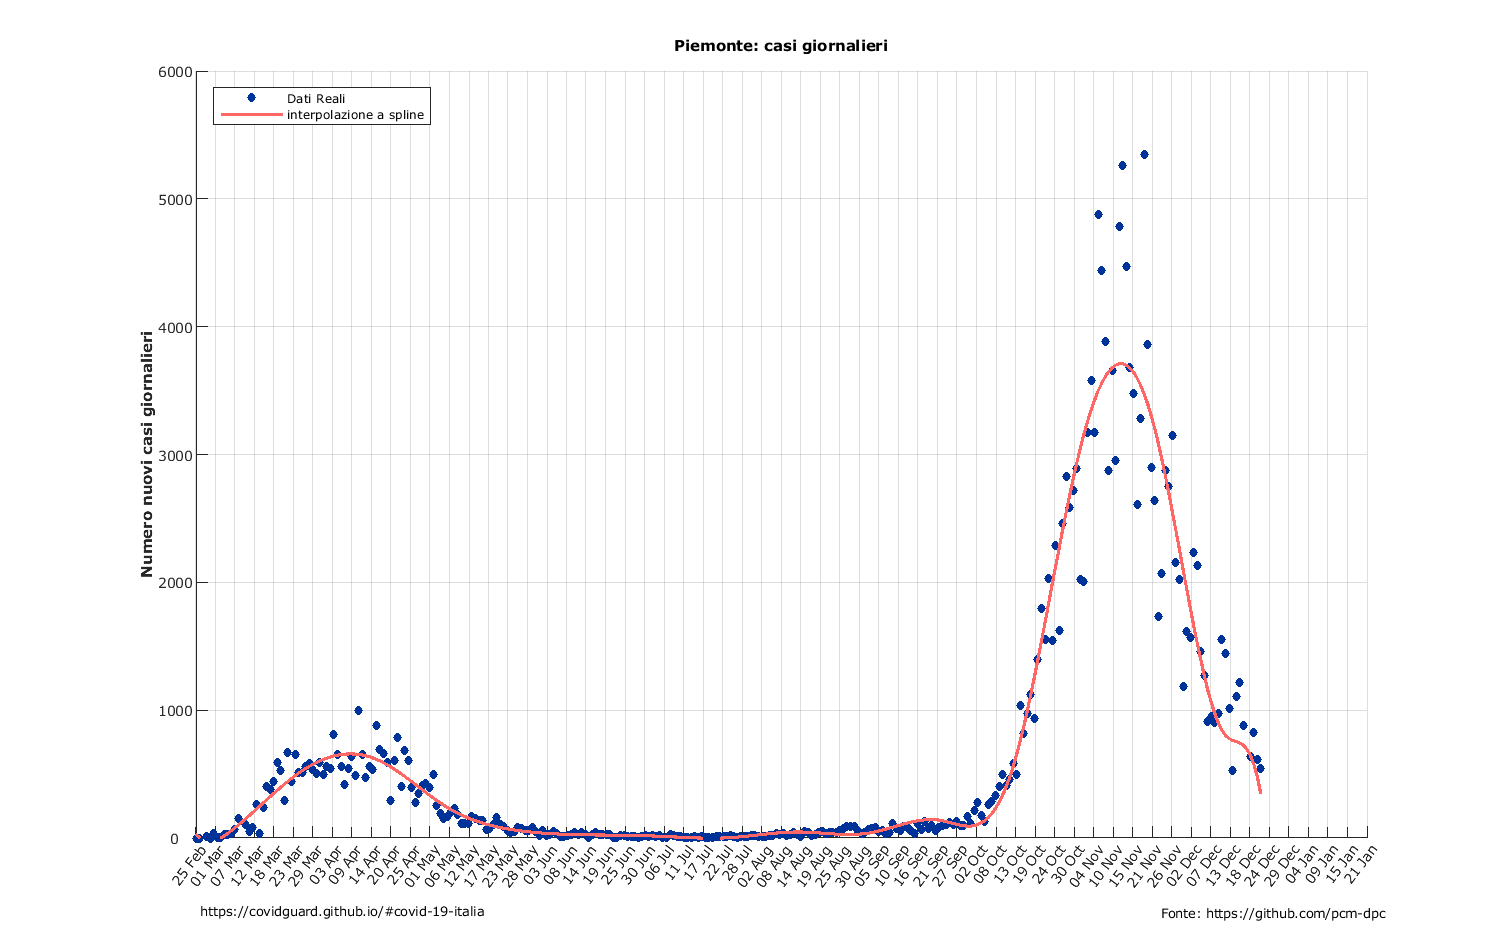 Piemonte: casi giornalieri
Dati Reali
interpolazione a spline
Numero nuovi casi giornalieri
6000
5000
4000
3000
2000
1000
0
25 Feb
01 Mar
07 Mar
12 Mar
18 Mar
23 Mar
29 Mar
03 Apr
09 Apr
14 Apr
20 Apr
25 Apr
01 May
06 May
12 May
17 May
23 May
28 May
03 Jun
08 Jun
14 Jun
19 Jun
25 Jun
30 Jun
06 Jul
11 Jul
17 Jul
22 Jul
28 Jul
02 Aug
08 Aug
14 Aug
19 Aug
25 Aug
30 Aug
05 Sep
10 Sep
16 Sep
21 Sep
27 Sep
02 Oct
08 Oct
13 Oct
19 Oct
24 Oct
30 Oct
04 Nov
10 Nov
15 Nov
21 Nov
26 Nov
02 Dec
07 Dec
13 Dec
18 Dec
24 Dec
29 Dec
04 Jan
09 Jan
15 Jan
21 Jan
https://covidguard.github.io/#covid-19-italia
Fonte: https://github.com/pcm-dpc